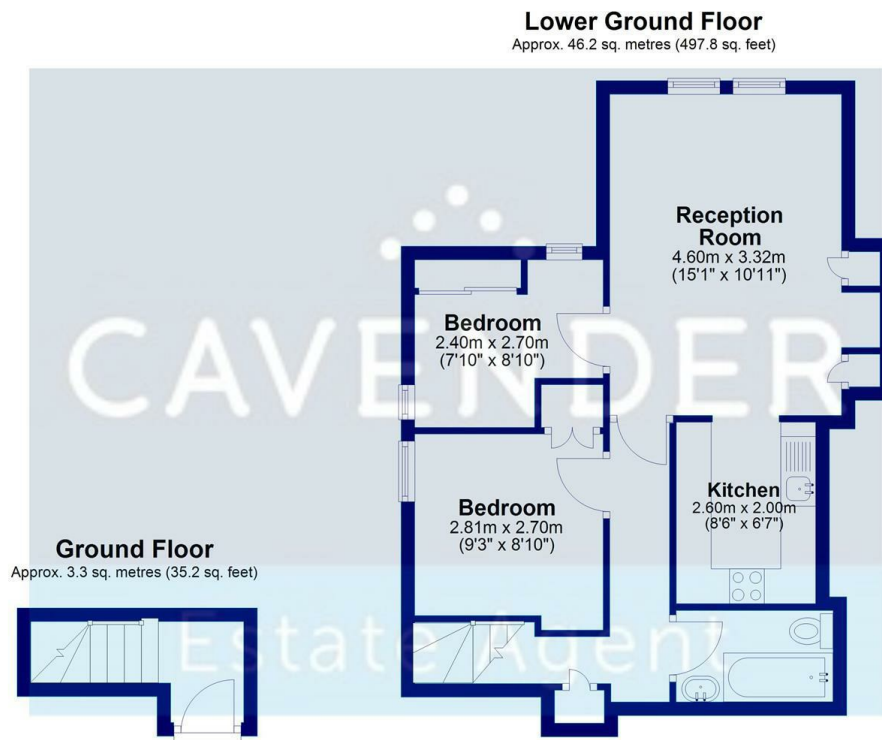 Lower Ground Floor
Approx. 46.2 sq. metres (497.8 sq. feet)
Reception
Room
4.60m x 3.32m
(15'1" x 10'11")
Bedroom
2.40m x 2.70m
(7'10" x 8'10")
CAVENDER
Bedroom
2.81m x 2.70m
(9'3" x 8'10")
Kitchen
2.60m x 2.00m
(8'6" x 6'7")
Ground Floor
Approx. 3.3 sq. metres (35.2 sq. feet)
Estate Agent